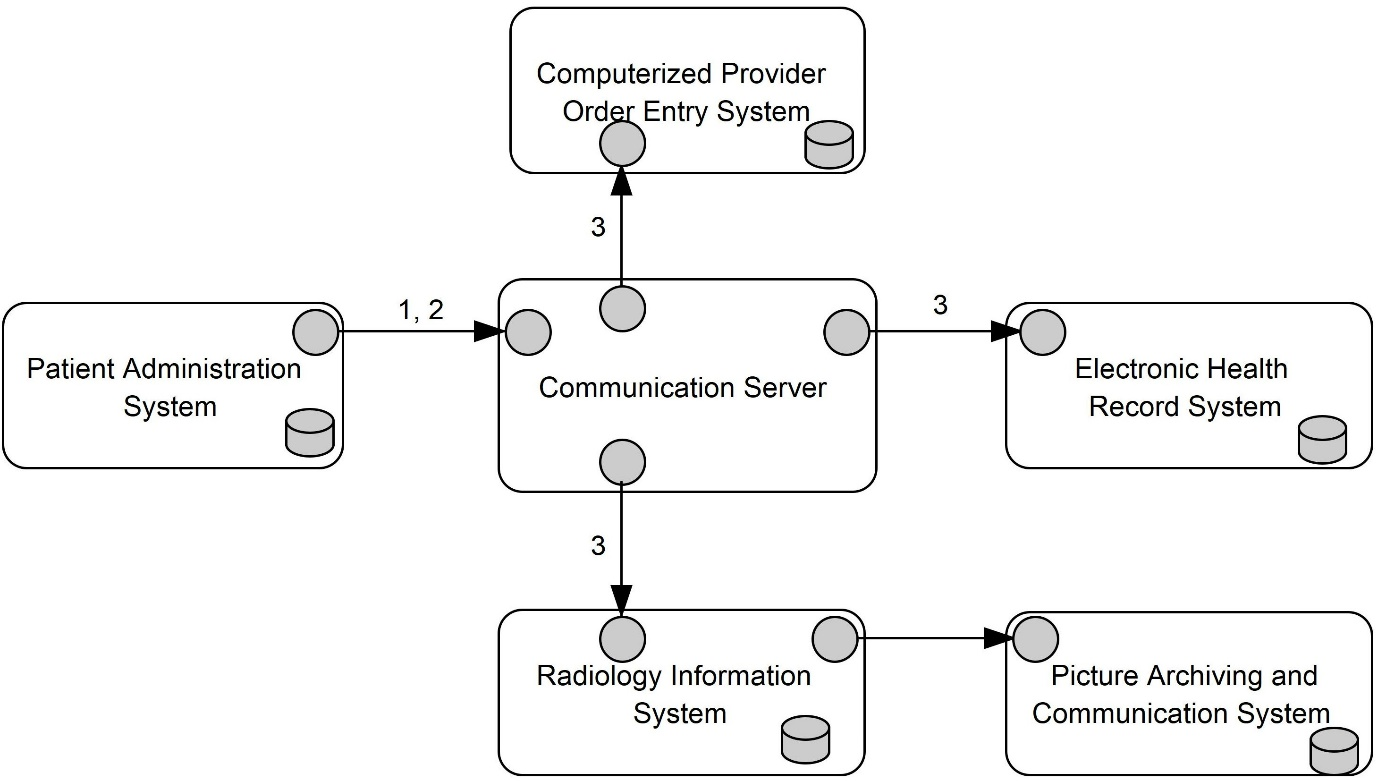 Computerized Provider
Order Entry System
3
1, 2
3
Patient Administration
System
Communication Server
Electronic Health
Record System
3
Radiology Information
System
Picture Archiving and
Communication System